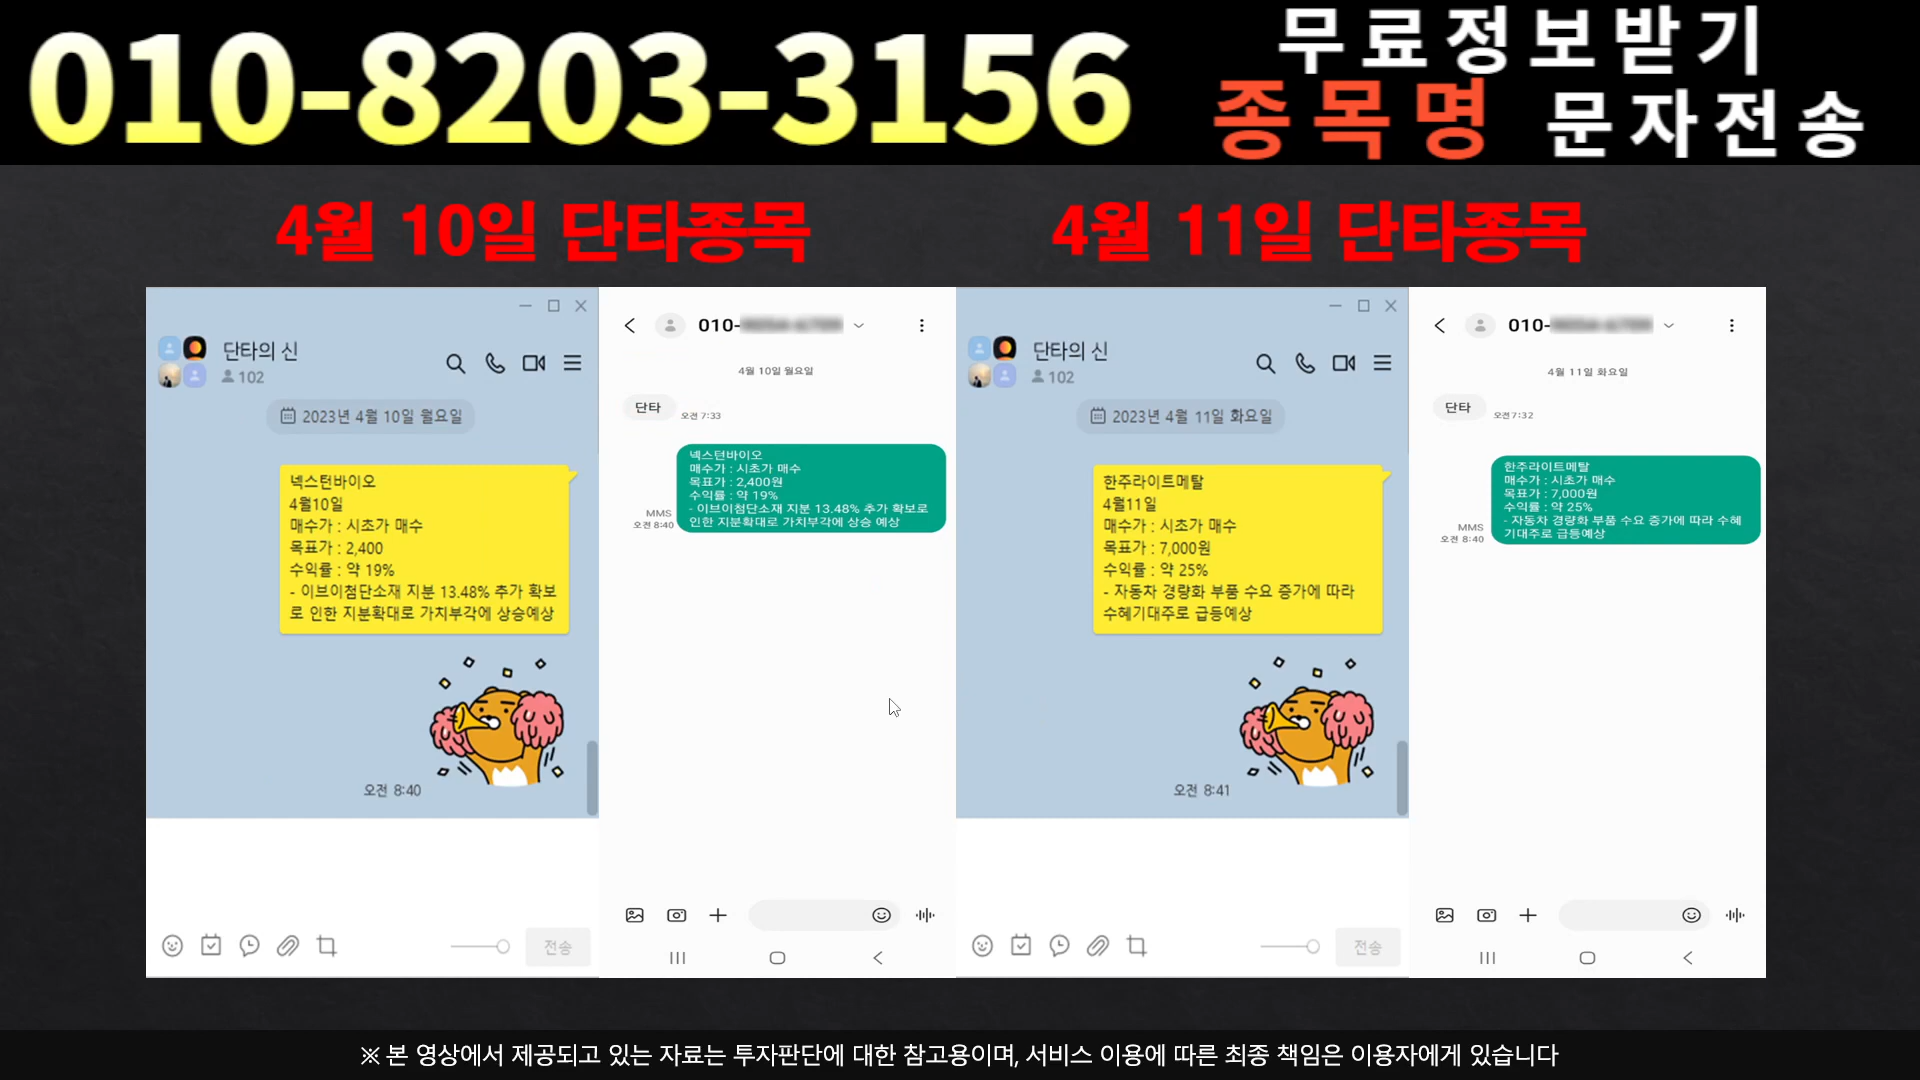 010-8203-3156
무료정보받기
종목명 문자전송
4월 10일 단타종목
4월 11일 단타종목
단타의 신
102
2023년 4월 10일 월요일
넥스턴바이오
4월10일
매수가 : 시초가 매수
목표가 : 2,400
수익률 : 약 19%
- 이브이첨단소재 지분 13.48% 추가 확보
로 인한 지분확대로 가치부각에 상승예상
오전 8:40
전송
010-
4월 10일 월요일
단타
오전 7:33
넥스턴바이오
매수가 : 시초가 매수
목표가 : 2,400원
수익률 : 약 19%
- 이브이첨단소재 지분 13.48% 추가 확보로
인한 지분확대로 가치부각에 상승 예상
MMS
오전 8:40
단타의 신
102
2023년 4월 11일 화요일
한주라이트메탈
4월11일
매수가 : 시초가 매수
목표가 : 7,000원
수익률 : 약 25%
- 자동차 경량화 부품 수요 증가에 따라
수혜기대주로 급등예상
오전 8:41
전송
010-
4월 11일 화요일
단타
오전 7:32
한주라이트메탈
매수가 : 시초가 매수
목표가 : 7,000원
수익률 : 약 25%
- 자동차 경량화 부품 수요 증가에 따라 수혜
기대주로 급등예상
MMS
오전 8:40
※ 본 영상에서 제공되고 있는 자료는 투자판단에 대한 참고용이며, 서비스 이용에 따른 최종 책임은 이용자에게 있습니다